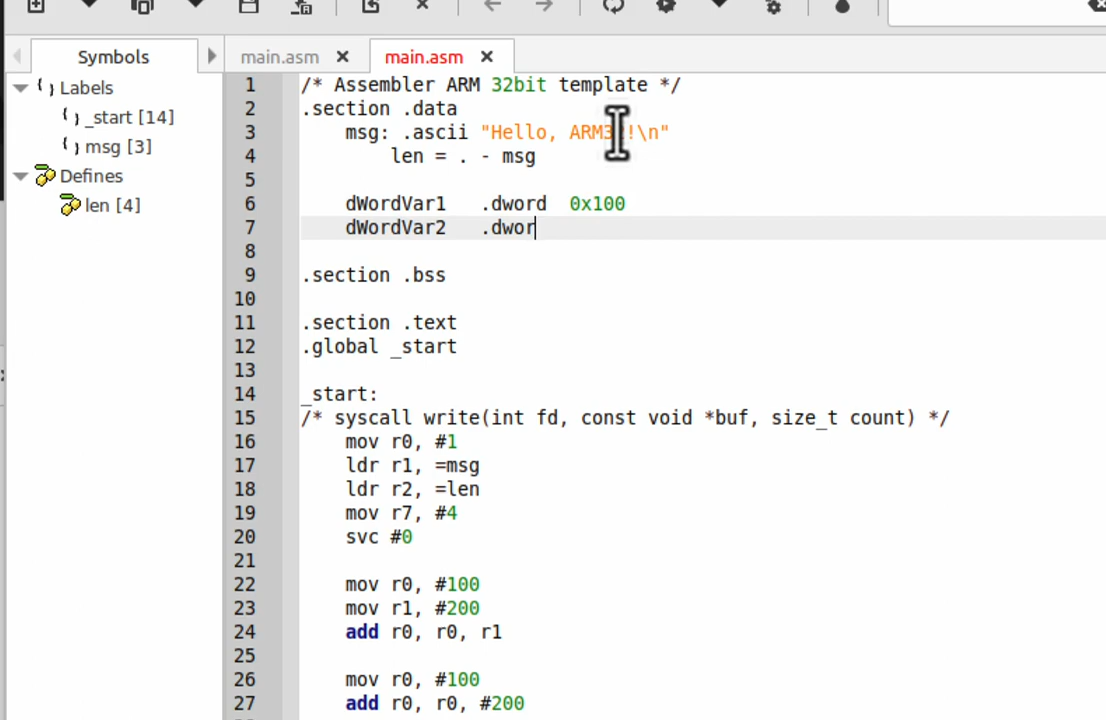 Symbols
main.asm
main.asm
Labels
_start [14]
msg [3]
Defines
len [4]
1 /* Assembler ARM 32bit template */
2 .section .data
3 msg: .ascii "Hello, ARM32!\n"
4 len = . - msg
5
6 dWordVar1 .dword 0x100
7 dWordVar2 .dwor
8
9 .section .bss
10
11 .section .text
12 .global _start
13
14 _start:
15 /* syscall write(int fd, const void *buf, size_t count) */
16 mov r0, #1
17 ldr r1, =msg
18 ldr r2, =len
19 mov r7, #4
20 svc #0
21
22 mov r0, #100
23 mov r1, #200
24 add r0, r0, r1
25
26 mov r0, #100
27 add r0, r0, #200